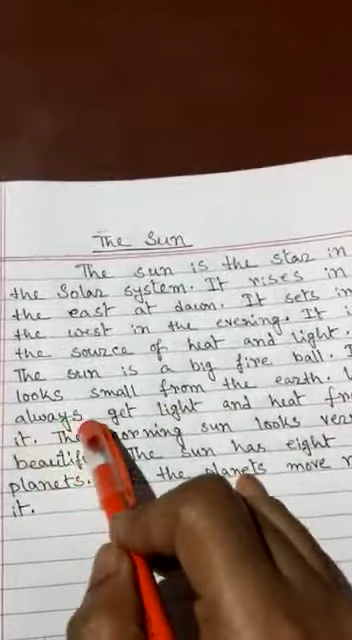 The Sun
The sun is the star in
the Solar system. It rises in
the east at dawn. It sets in
the west in the evening. It
the source of heat and light.
The sun is a big fire ball.
looks small from the earth.
always get light and heat
it. The morning sun looks
The sun has eight
planets. the planets move
it.